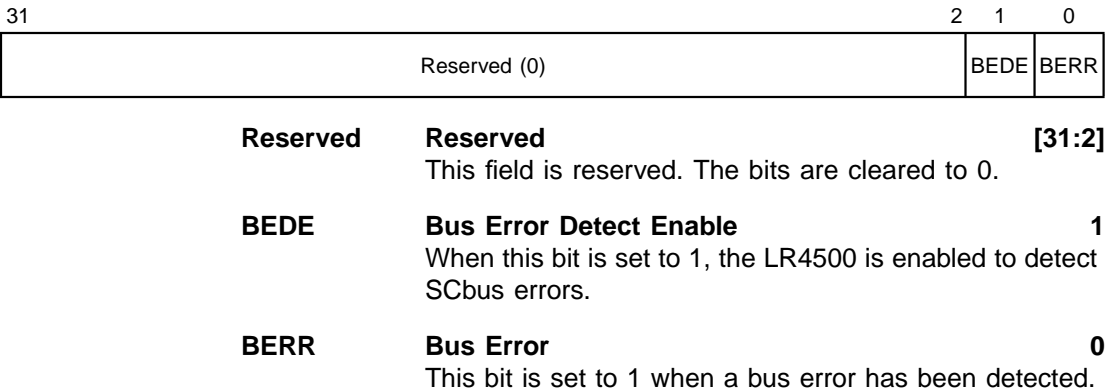 31 2 1 0
Reserved (0) BEDE BERR
Reserved Reserved [31:2]
This field is reserved. The bits are cleared to 0.
BEDE Bus Error Detect Enable 1
When this bit is set to 1, the LR4500 is enabled to detect
SCbus errors.
BERR Bus Error 0
This bit is set to 1 when a bus error has been detected.